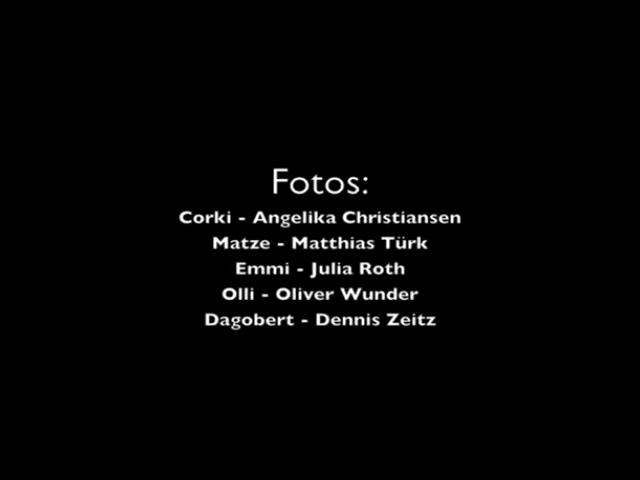 Fotos:
Corki - Angelika Christiansen
Matze - Matthias Türk
Emmi - Julia Roth
Olli - Oliver Wunder
Dagobert - Dennis Zeitz